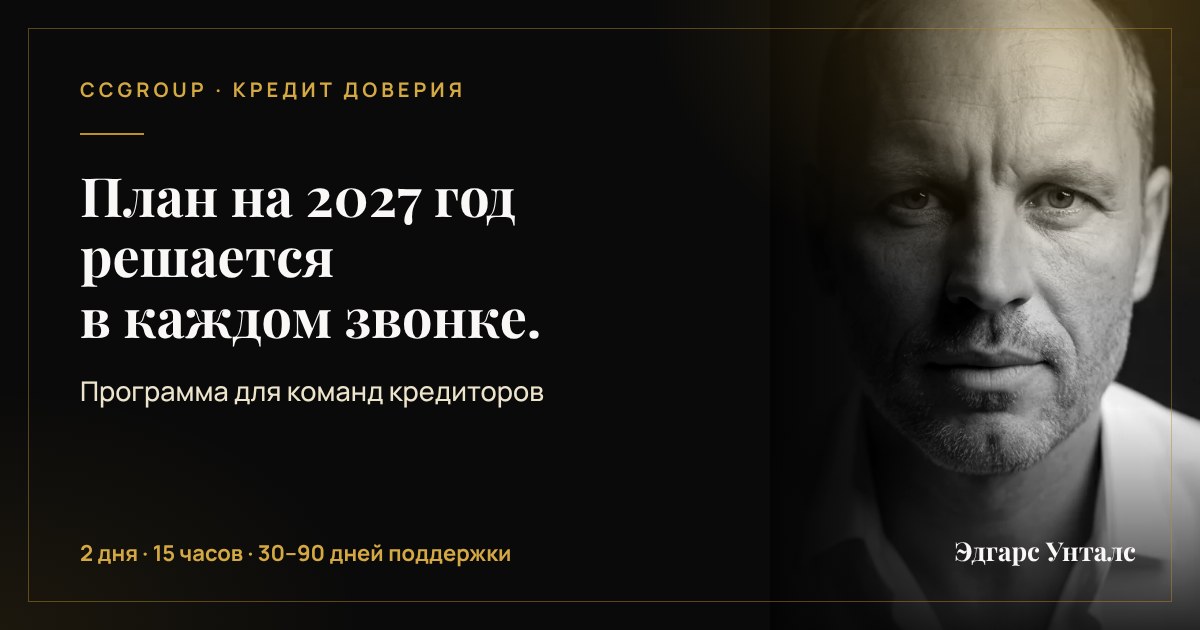 CCGROUP · КРЕДИТ ДОВЕРИЯ
План на 2027 год
решается
в каждом звонке.
Программа для команд кредиторов
2 дня · 15 часов · 30–90 дней поддержки
Эдгарс Унталс